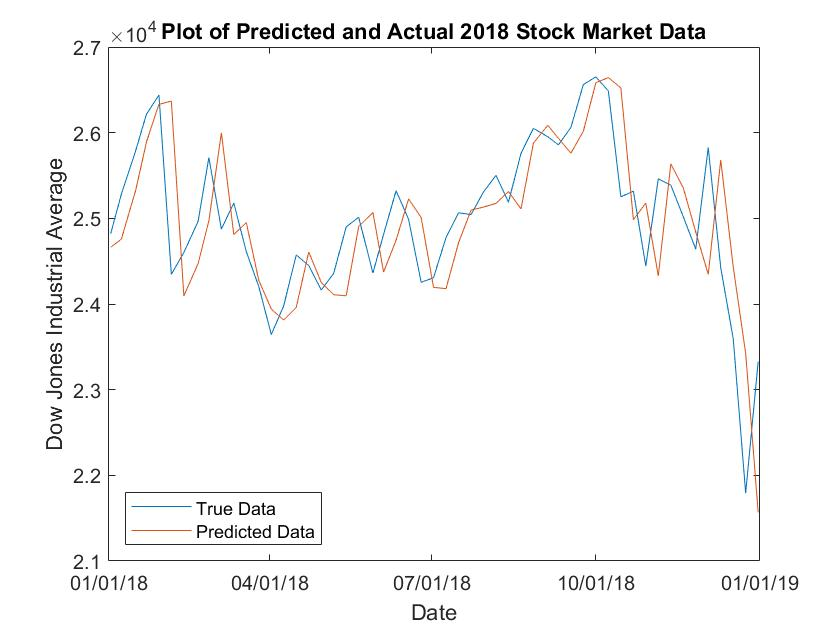 ×10^4
Plot of Predicted and Actual 2018 Stock Market Data
2.7
2.6
2.5
2.4
2.3
2.2
2.1
Dow Jones Industrial Average
True Data
Predicted Data
01/01/18 04/01/18 07/01/18 10/01/18 01/01/19
Date